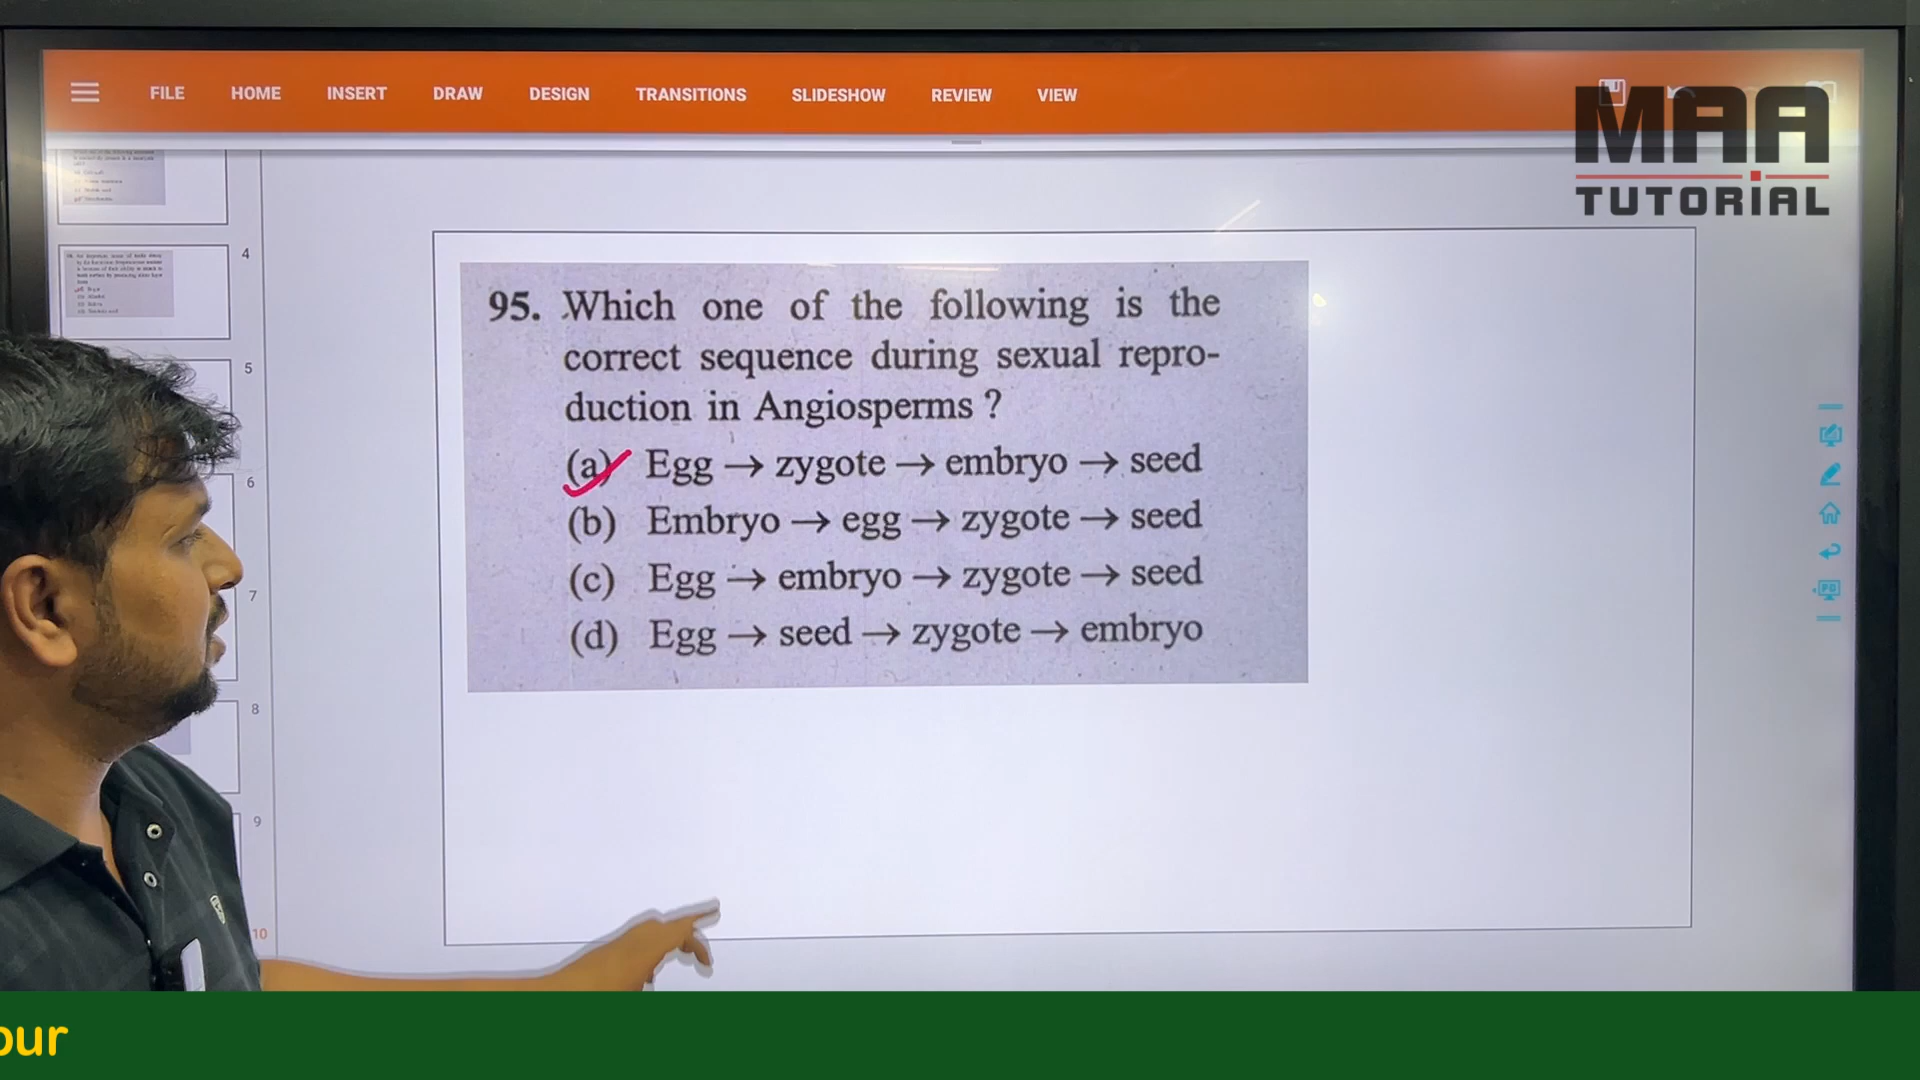 FILE HOME INSERT DRAW DESIGN TRANSITIONS SLIDESHOW REVIEW VIEW
MAA
TUTORIAL
4
5
6
7
8
9
10
95. Which one of the following is the
correct sequence during sexual repro-
duction in Angiosperms ?
(a) Egg → zygote → embryo → seed
(b) Embryo → egg → zygote → seed
(c) Egg → embryo → zygote → seed
(d) Egg → seed → zygote → embryo
our